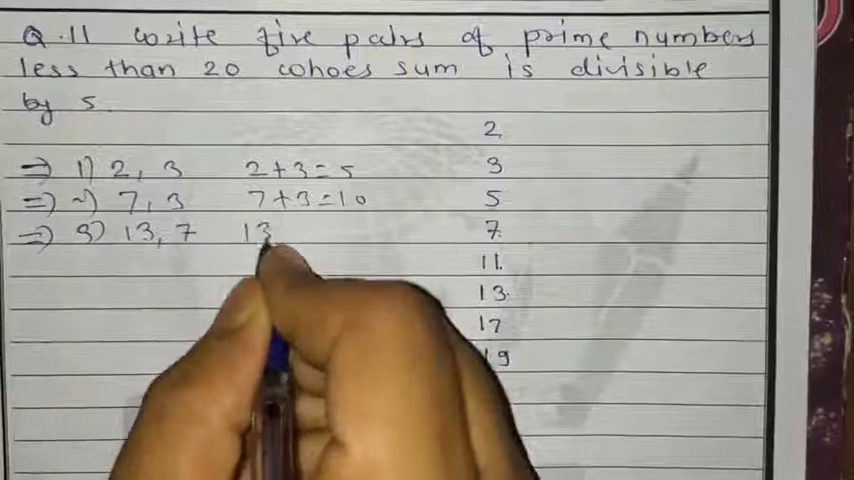 Q.11 write five pairs of prime numbers
less than 20 whoes sum is divisible
by 5.
2
⇒ 1) 2, 3 2+3=5
3
⇒ 2) 7, 3 7+3=10
5
⇒ 3) 13, 7 13
7.
11.
13.
17
19